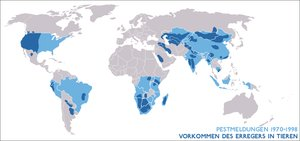 PESTMELDUNGEN 1970-1998
VORKOMMEN DES ERREGERS IN TIEREN